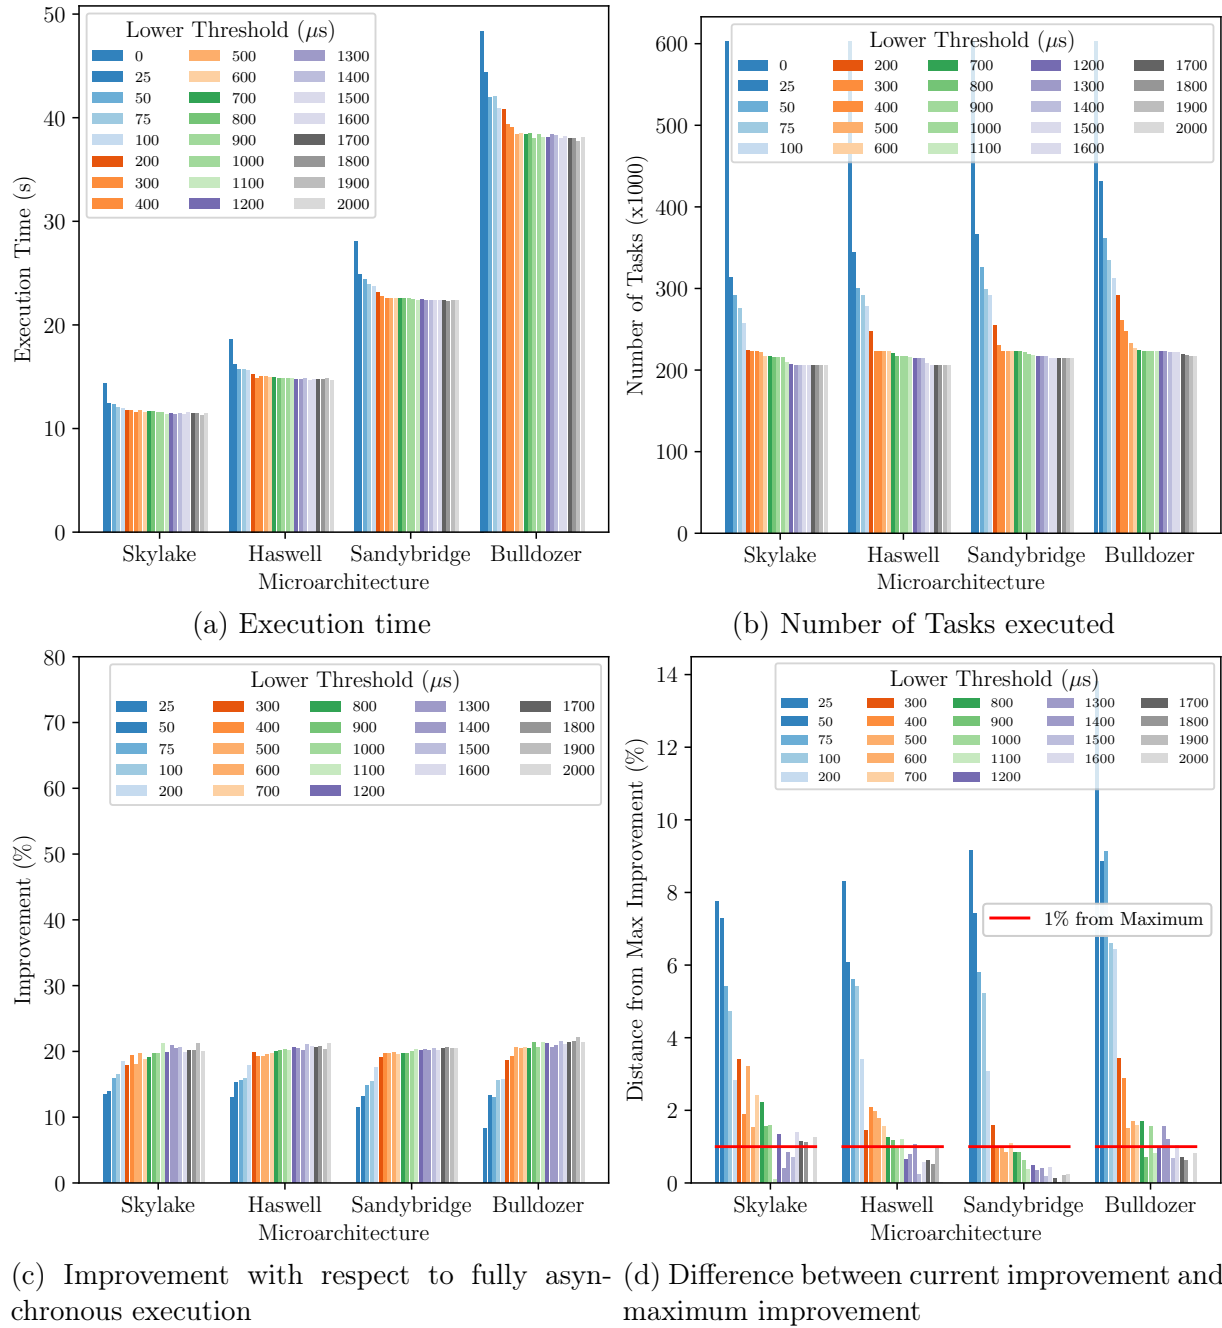 50
40
30
20
10
0
Execution Time (s)
Lower Threshold (μs)
0 500 1300
25 600 1400
50 700 1500
75 800 1600
100 900 1700
200 1000 1800
300 1100 1900
400 1200 2000
Skylake Haswell Sandybridge Bulldozer
Microarchitecture
(a) Execution time
600
500
400
300
200
100
0
Number of Tasks (x1000)
Lower Threshold (μs)
0 200 700 1200 1700
25 300 800 1300 1800
50 400 900 1400 1900
75 500 1000 1500 2000
100 600 1100 1600
Skylake Haswell Sandybridge Bulldozer
Microarchitecture
(b) Number of Tasks executed
80
70
60
50
40
30
20
10
0
Improvement (%)
Lower Threshold (μs)
25 300 800 1300 1700
50 400 900 1400 1800
75 500 1000 1500 1900
100 600 1100 1600 2000
200 700 1200
Skylake Haswell Sandybridge Bulldozer
Microarchitecture
(c) Improvement with respect to fully asyn-
chronous execution
14
12
10
8
6
4
2
0
Distance from Max Improvement (%)
Lower Threshold (μs)
25 300 800 1300 1700
50 400 900 1400 1800
75 500 1000 1500 1900
100 600 1100 1600 2000
200 700 1200
1% from Maximum
Skylake Haswell Sandybridge Bulldozer
Microarchitecture
(d) Difference between current improvement and
maximum improvement